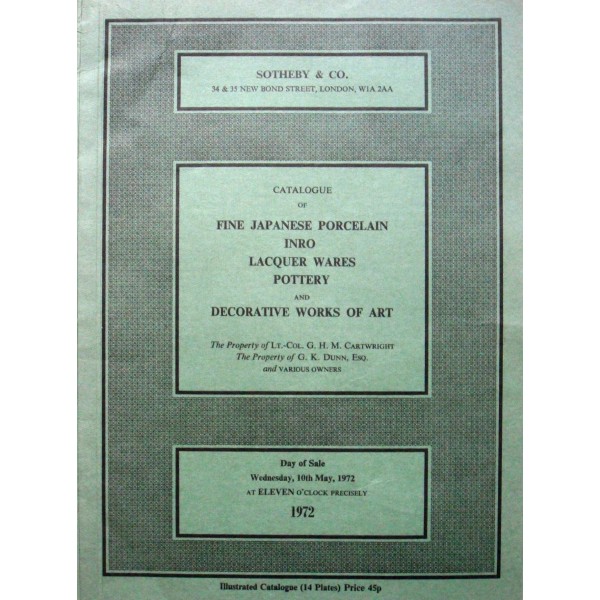 SOTHEBY & CO.
34 & 35 NEW BOND STREET, LONDON, W1A 2AA
CATALOGUE
OF
FINE JAPANESE PORCELAIN
INRO
LACQUER WARES
POTTERY
AND
DECORATIVE WORKS OF ART
The Property of LT.-COL. G. H. M. CARTWRIGHT
The Property of G. K. DUNN, ESQ.
and VARIOUS OWNERS
Day of Sale
Wednesday, 10th May, 1972
AT ELEVEN O'CLOCK PRECISELY
1972
Illustrated Catalogue (14 Plates) Price 45p